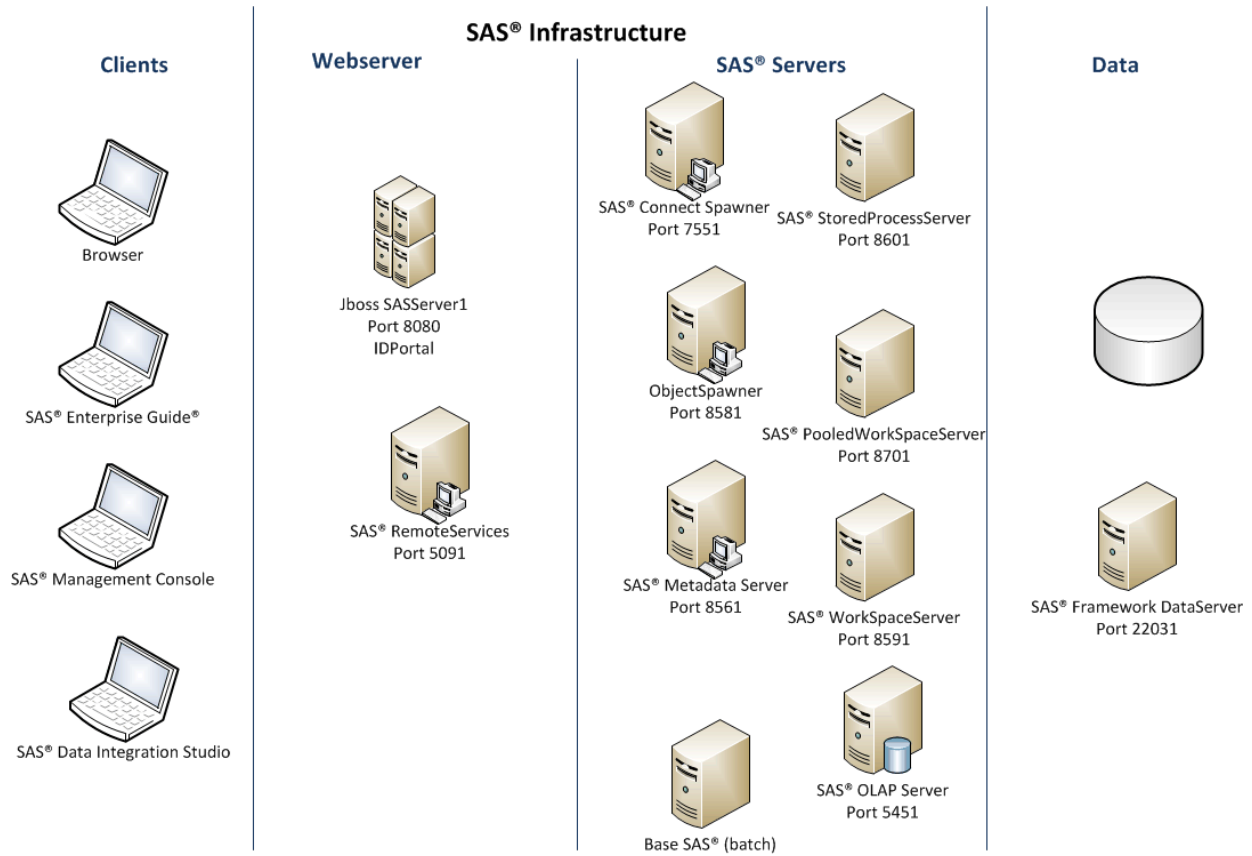 SAS® Infrastructure
Clients
Browser
SAS® Enterprise Guide®
SAS® Management Console
SAS® Data Integration Studio
Webserver
Jboss SASServer1
Port 8080
IDPortal
SAS® RemoteServices
Port 5091
SAS® Servers
SAS® Connect Spawner
Port 7551
SAS® StoredProcessServer
Port 8601
ObjectSpawner
Port 8581
SAS® PooledWorkSpaceServer
Port 8701
SAS® Metadata Server
Port 8561
SAS® WorkSpaceServer
Port 8591
SAS® OLAP Server
Port 5451
Base SAS® (batch)
Data
SAS® Framework DataServer
Port 22031